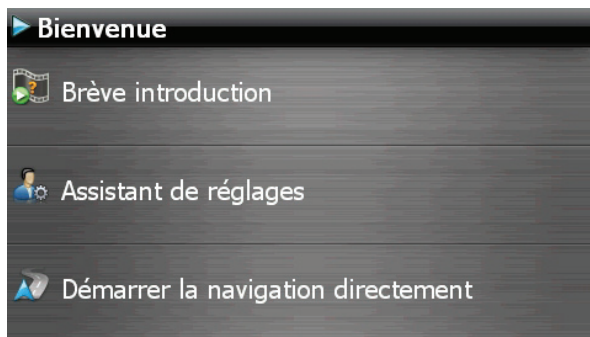 Bienvenue
Brève introduction
Assistant de réglages
Démarrer la navigation directement